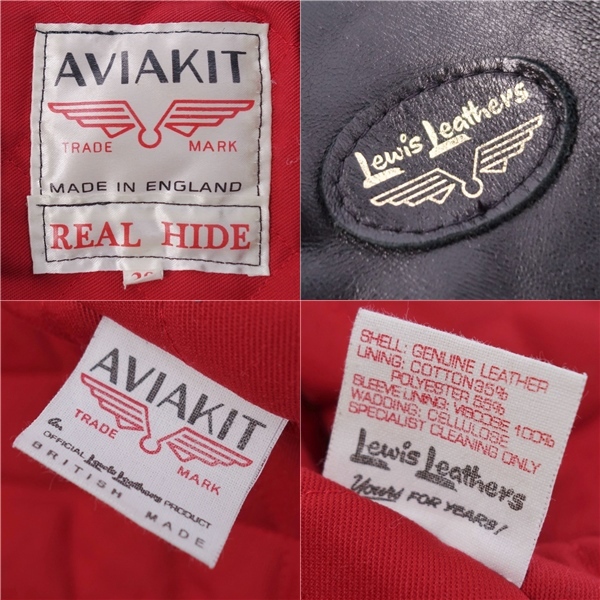 AVIAKIT
TRADE MARK
MADE IN ENGLAND
REAL HIDE
Lewis Leathers
AVIAKIT
TRADE MARK
An
OFFICIAL Lewis Leathers PRODUCT
BRITISH MADE
SHELL: GENUINE LEATHER
LINING: COTTON 35%
POLYESTER 65%
SLEEVE LINING: VISCOSE 100%
WADDING: CELLULOSE
SPECIALIST CLEANING ONLY
Lewis Leathers
Yours FOR YEARS!